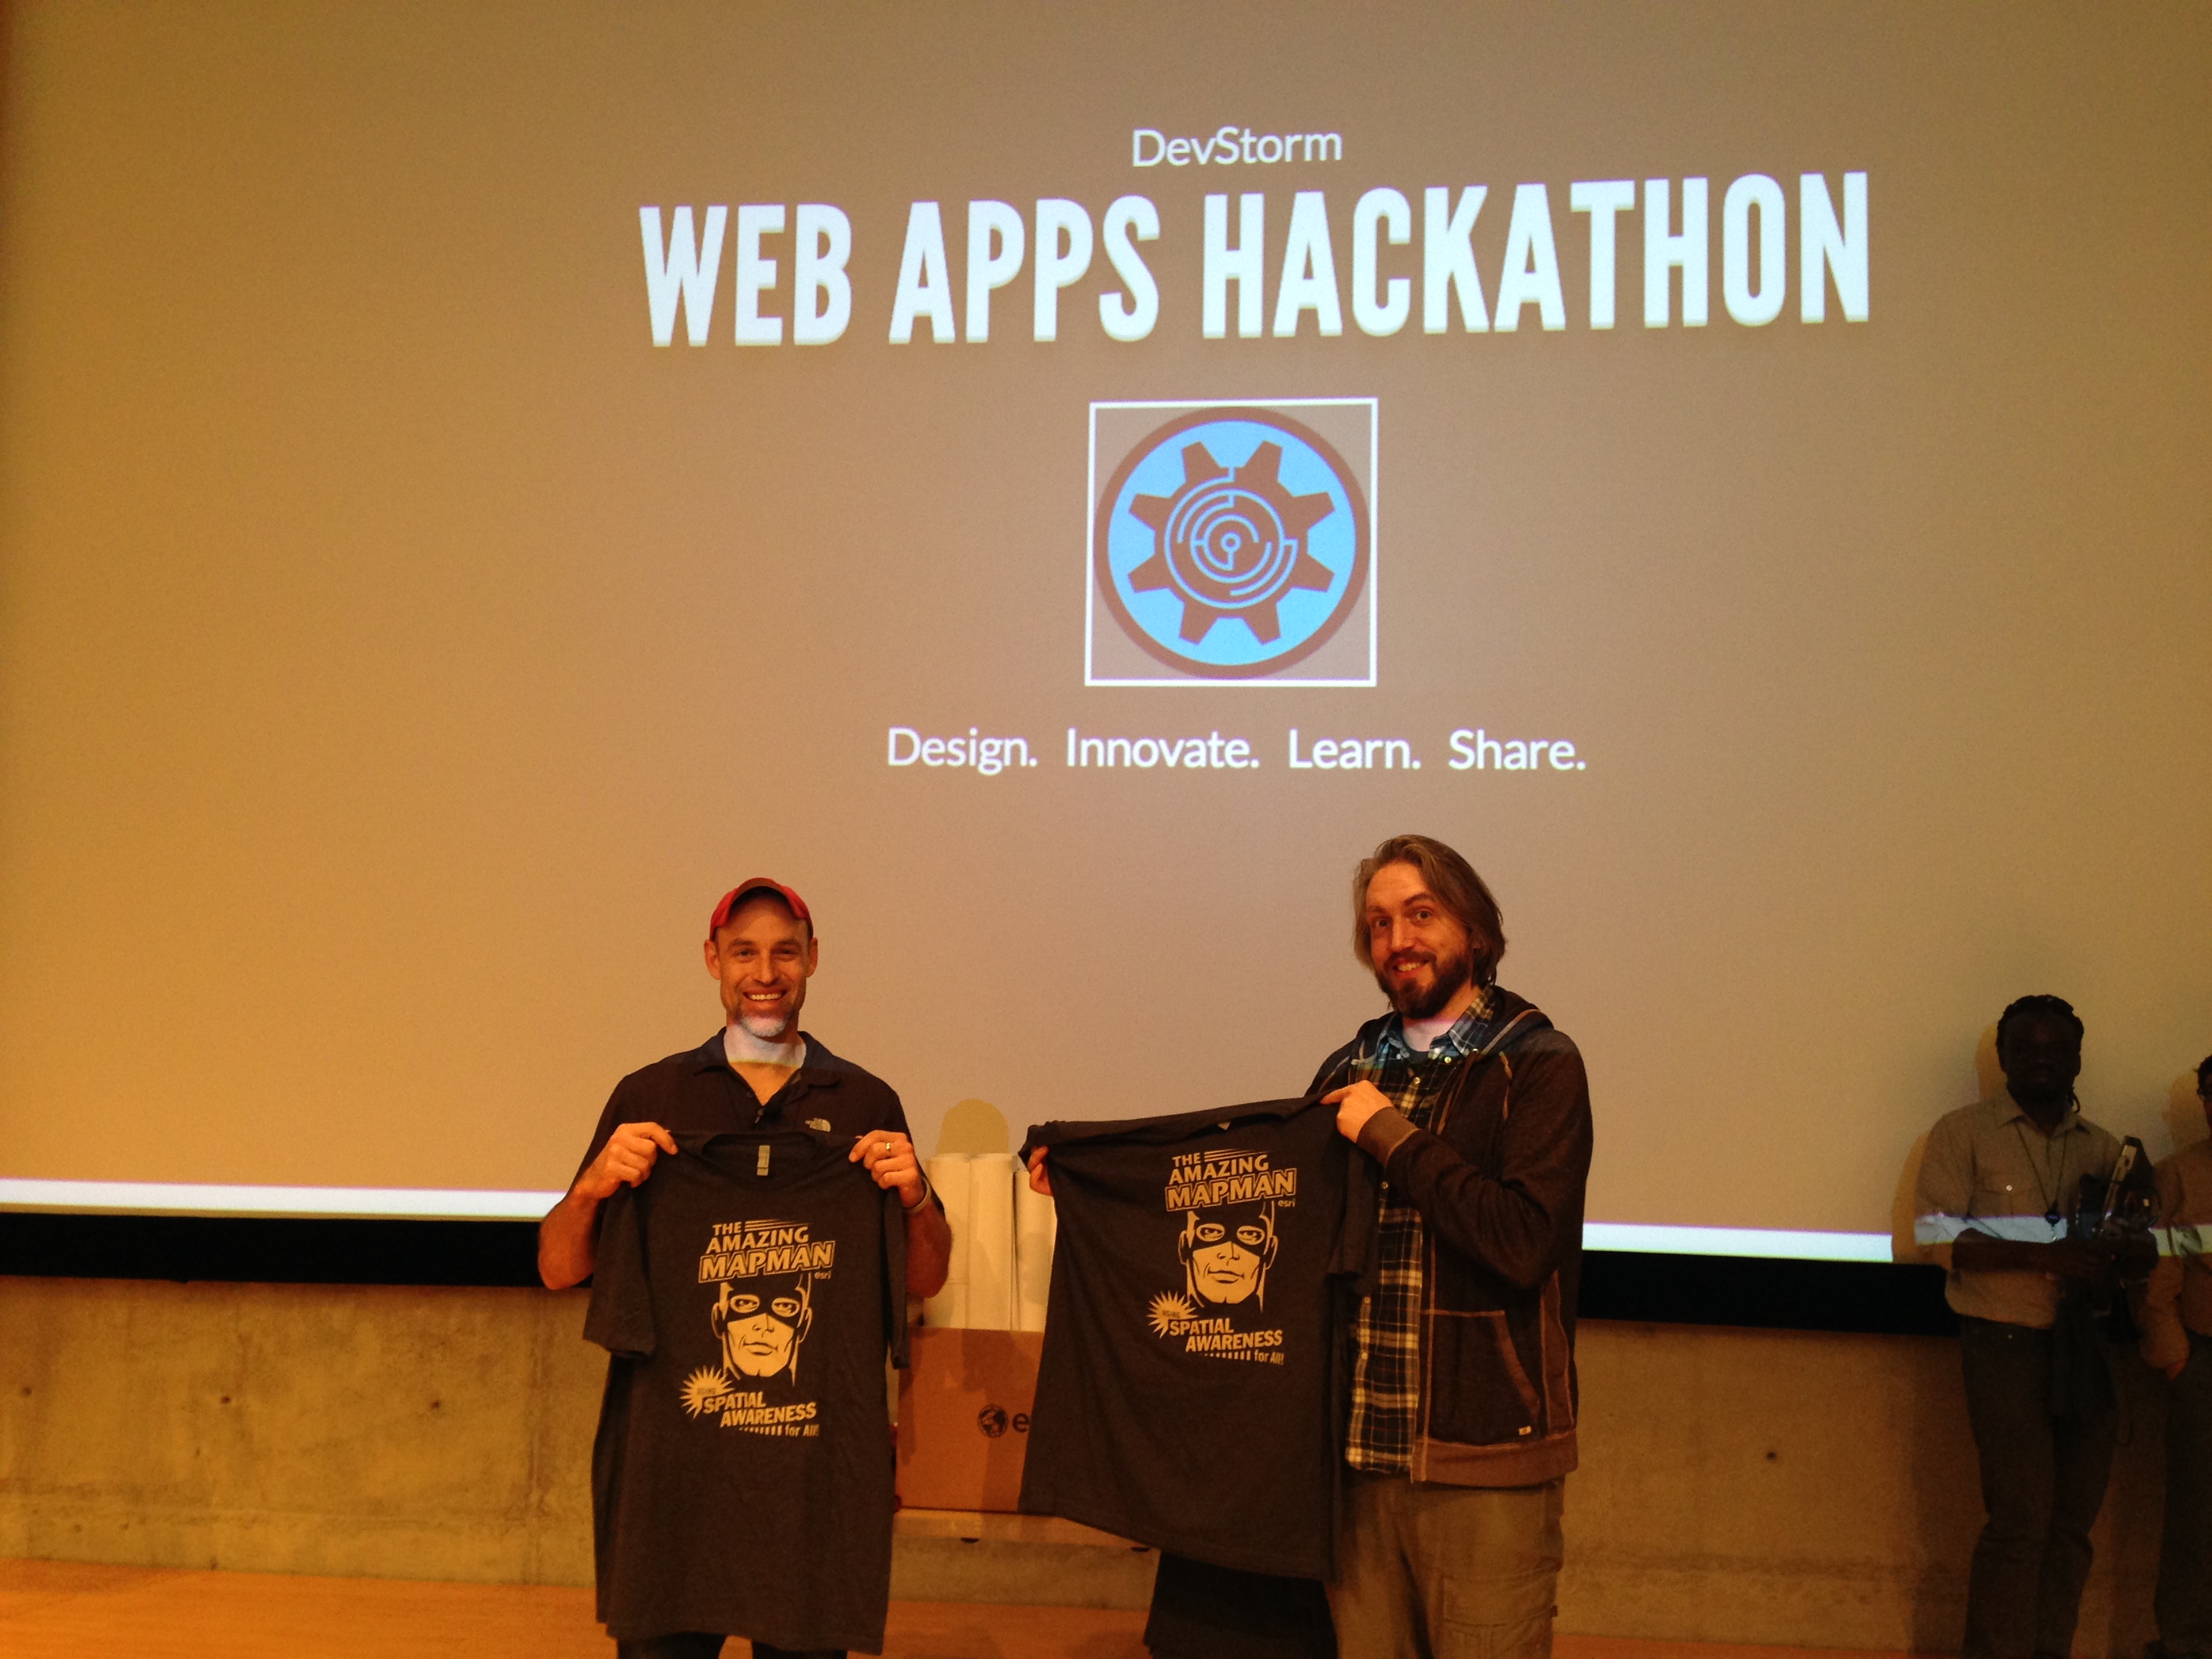 DevStorm
WEB APPS HACKATHON
Design. Innovate. Learn. Share.
THE
AMAZING
MAPMAN
esri
SPATIAL
AWARENESS
for All!
THE
AMAZING
MAPMAN
esri
SPATIAL
AWARENESS
for All!
e